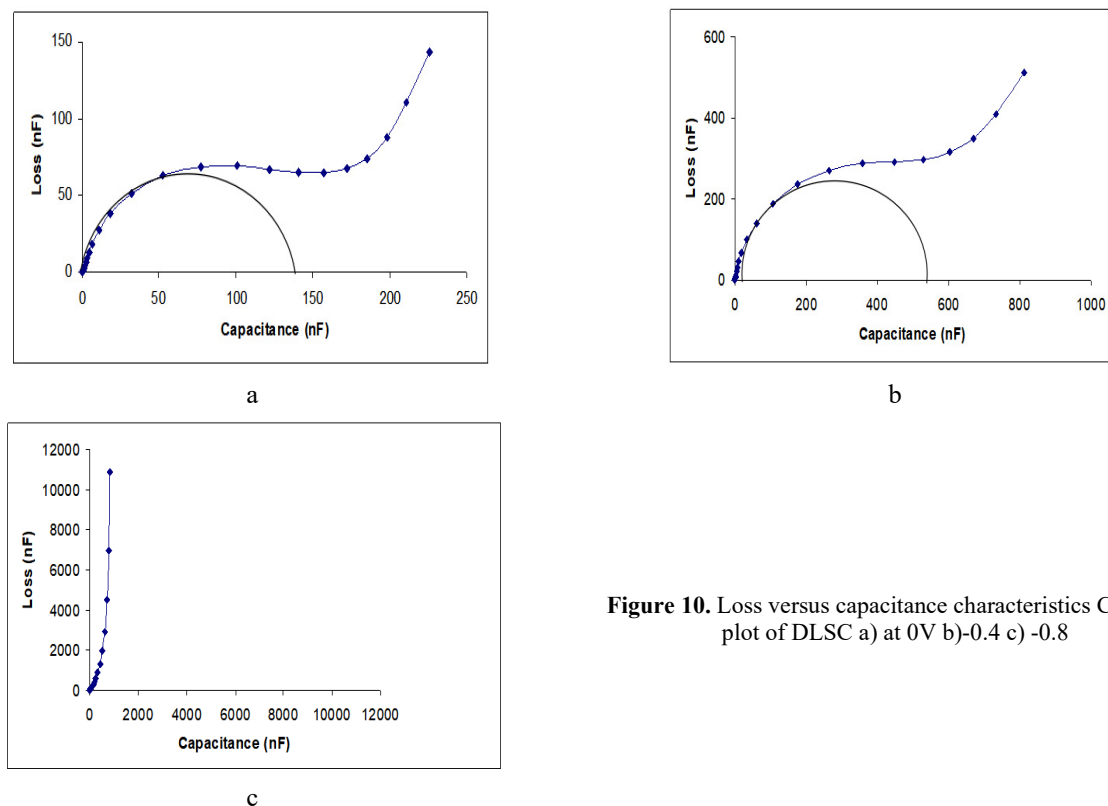 150
100
50
0
Loss (nF)
0 50 100 150 200 250
Capacitance (nF)
a
600
400
200
0
Loss (nF)
0 200 400 600 800 1000
Capacitance (nF)
b
12000
10000
8000
6000
4000
2000
0
Loss (nF)
0 2000 4000 6000 8000 10000 12000
Capacitance (nF)
c
Figure 10. Loss versus capacitance characteristics C
plot of DLSC a) at 0V b)-0.4 c) -0.8